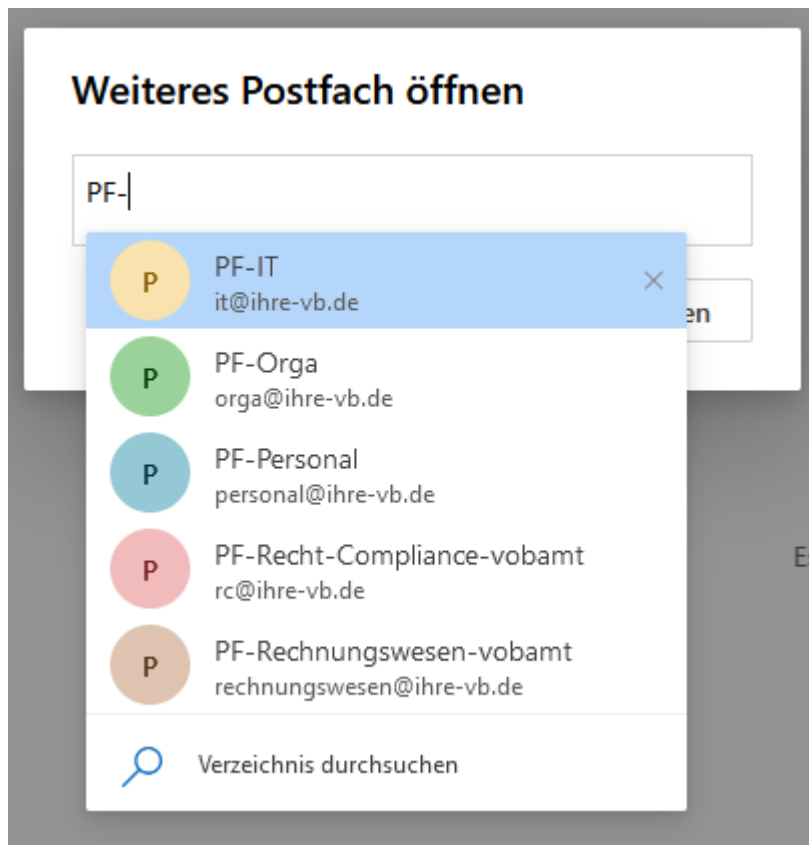 Weiteres Postfach öffnen
PF-
P
PF-IT
it@ihre-vb.de
en
P
PF-Orga
orga@ihre-vb.de
P
PF-Personal
personal@ihre-vb.de
P
PF-Recht-Compliance-vobamt
rc@ihre-vb.de
P
PF-Rechnungswesen-vobamt
rechnungswesen@ihre-vb.de
Verzeichnis durchsuchen